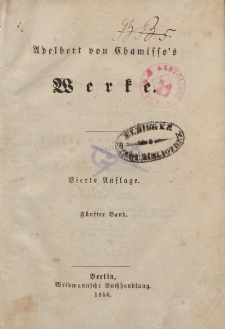 Adelbert von Chamisso's
Werke.
Vierte Auflage.
Fünfter Band.
Berlin,
Weidmannsche Buchhandlung.
1856.